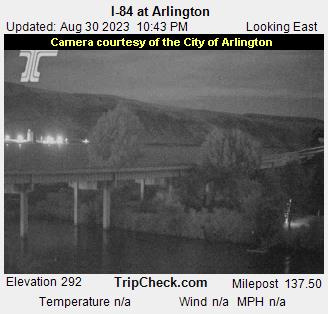 I-84 at Arlington
Updated: Aug 30 2023 10:43 PM Looking East
Camera courtesy of the City of Arlington
Elevation 292 TripCheck.com Milepost 137.50
Temperature n/a Wind n/a MPH n/a